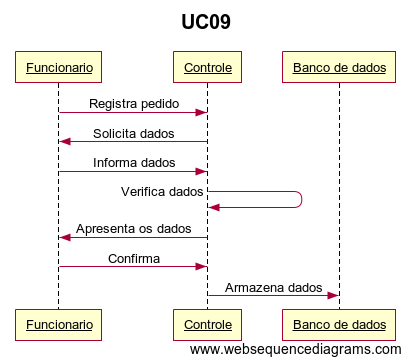 UC09
Funcionario Controle Banco de dados
Registra pedido
Solicita dados
Informa dados
Verifica dados
Apresenta os dados
Confirma
Armazena dados
Funcionario Controle Banco de dados
www.websequencediagrams.com